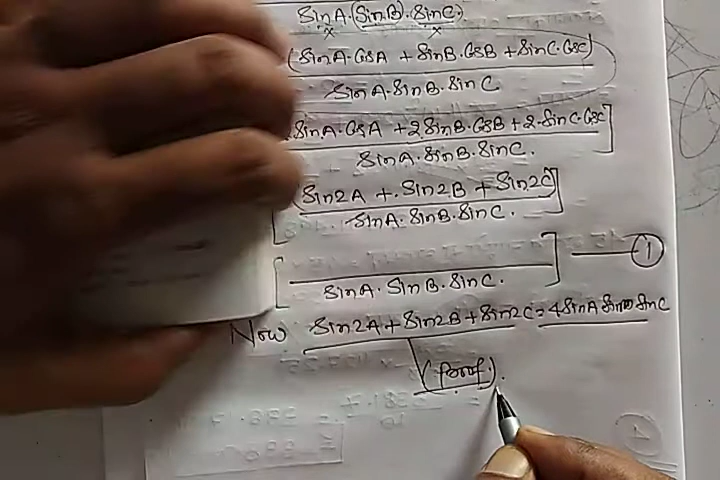 SinA·(SinB)·SinC).
(SinA·CosA + SinB·CosB + SinC·CosC)
SinA·SinB·SinC
SinA·CosA + 2 SinB·CosB + 2·SinC·CosC]
SinA·SinB·SinC.
[(Sin2A + Sin2B + Sin2C)]
SinA·SinB·SinC.
[ ] ①
SinA. SinB. SinC.
Now Sin2A + Sin2B + Sin2C = 4SinA SinB SinC
(Proof).